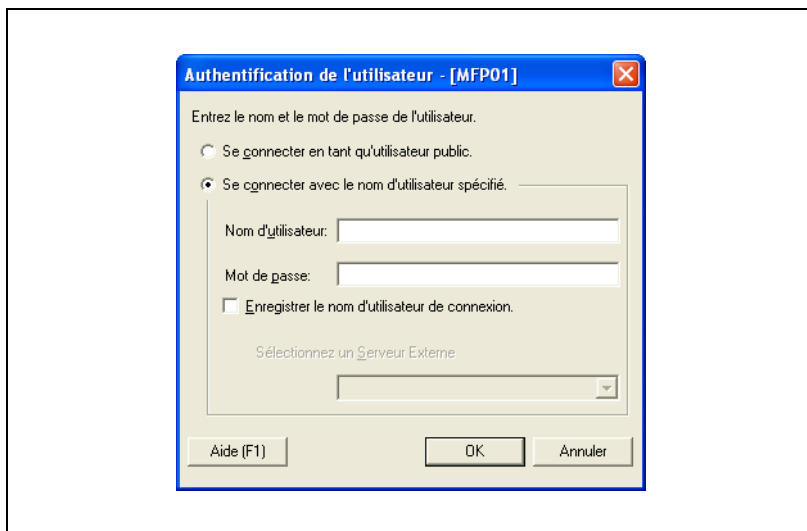 Authentification de l'utilisateur - [MFP01]
Entrez le nom et le mot de passe de l'utilisateur.
Se connecter en tant qu'utilisateur public.
Se connecter avec le nom d'utilisateur spécifié.
Nom d'utilisateur:
Mot de passe:
Enregistrer le nom d'utilisateur de connexion.
Sélectionnez un Serveur Externe
Aide (F1) OK Annuler